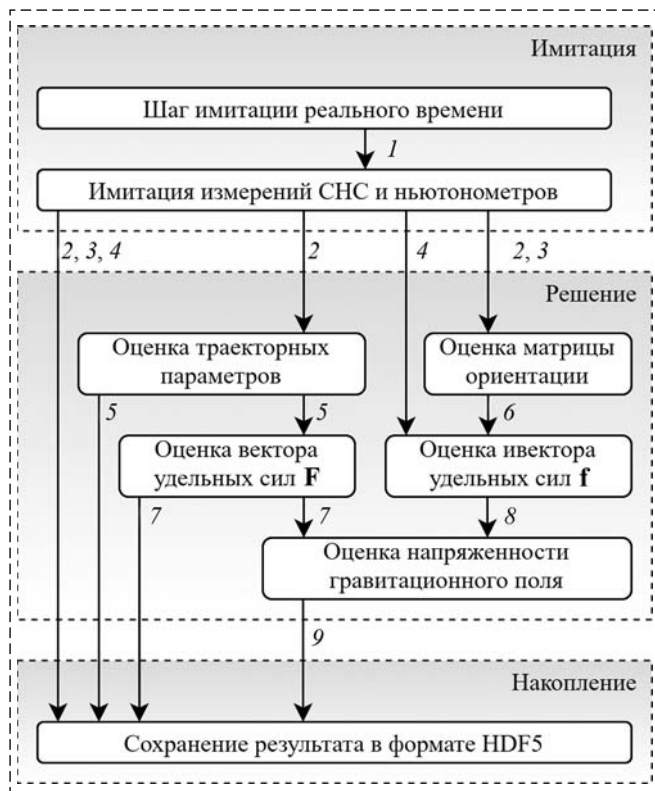 Имитация
Шаг имитации реального времени
1
Имитация измерений СНС и ньютонометров
2, 3, 4
2
4
2, 3
Решение
Оценка траекторных
параметров
Оценка матрицы
ориентации
5
5
6
Оценка вектора
удельных сил F
Оценка ивектора
удельных сил f
7
7
8
Оценка напряженности
гравитационного поля
9
Накопление
Сохранение результата в формате HDF5